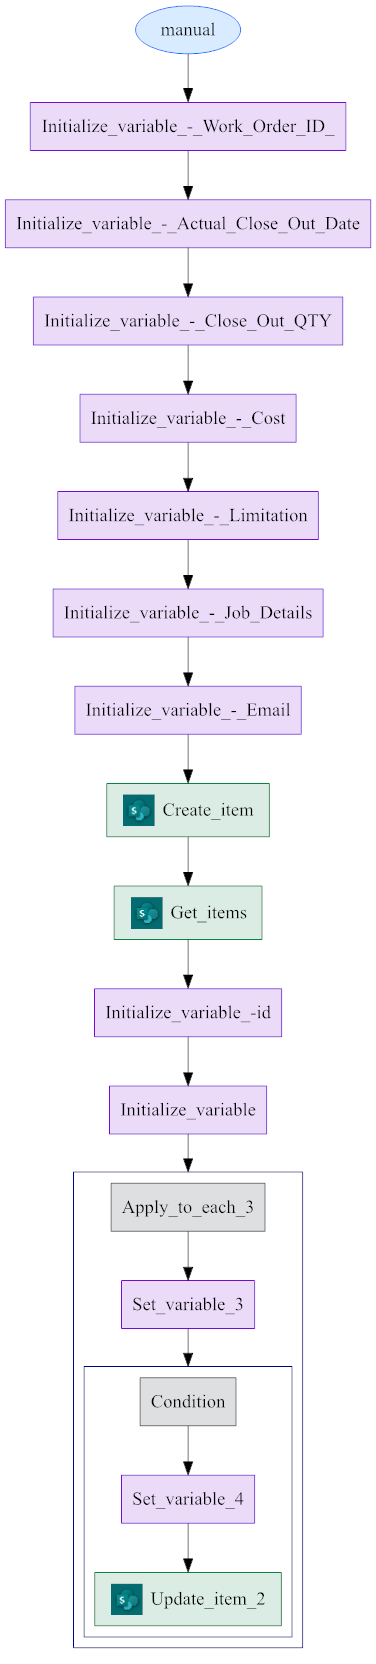 manual
Initialize_variable_-_Work_Order_ID_
Initialize_variable_-_Actual_Close_Out_Date
Initialize_variable_-_Close_Out_QTY
Initialize_variable_-_Cost
Initialize_variable_-_Limitation
Initialize_variable_-_Job_Details
Initialize_variable_-_Email
S Create_item
S Get_items
Initialize_variable_-id
Initialize_variable
Apply_to_each_3
Set_variable_3
Condition
Set_variable_4
S Update_item_2